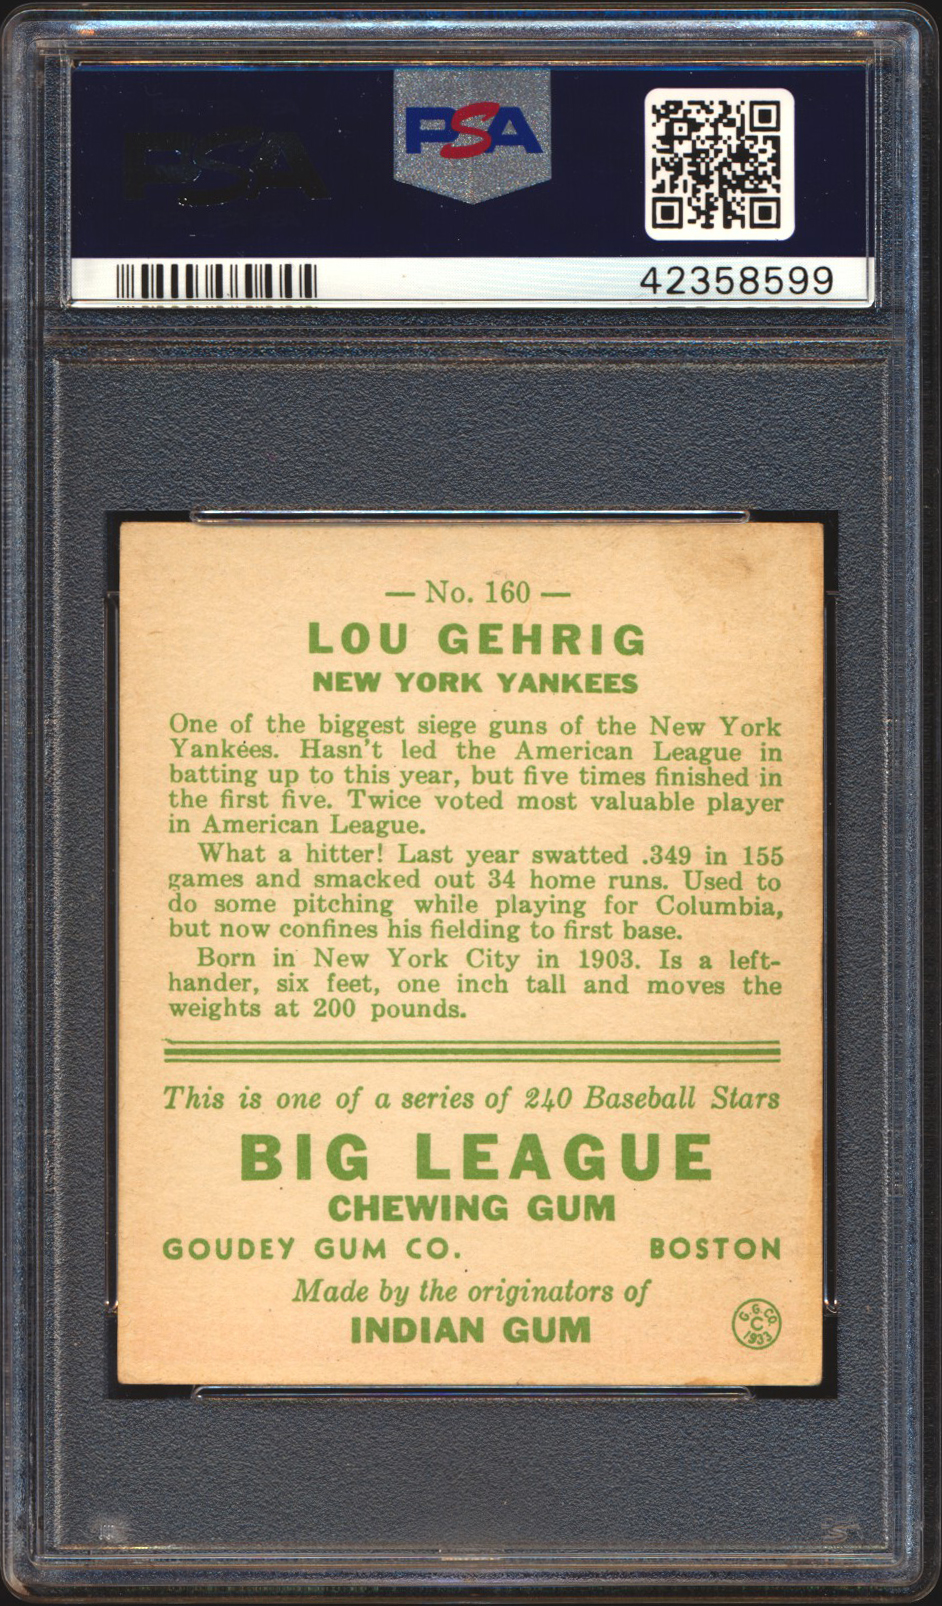 PSA
PSA
42358599
— No. 160 —
LOU GEHRIG
NEW YORK YANKEES
One of the biggest siege guns of the New York
Yankées. Hasn't led the American League in
batting up to this year, but five times finished in
the first five. Twice voted most valuable player
in American League.
What a hitter! Last year swatted .349 in 155
games and smacked out 34 home runs. Used to
do some pitching while playing for Columbia,
but now confines his fielding to first base.
Born in New York City in 1903. Is a left-
hander, six feet, one inch tall and moves the
weights at 200 pounds.
This is one of a series of 240 Baseball Stars
BIG LEAGUE
CHEWING GUM
GOUDEY GUM CO. BOSTON
Made by the originators of
INDIAN GUM
G. G. CO.
C
1933